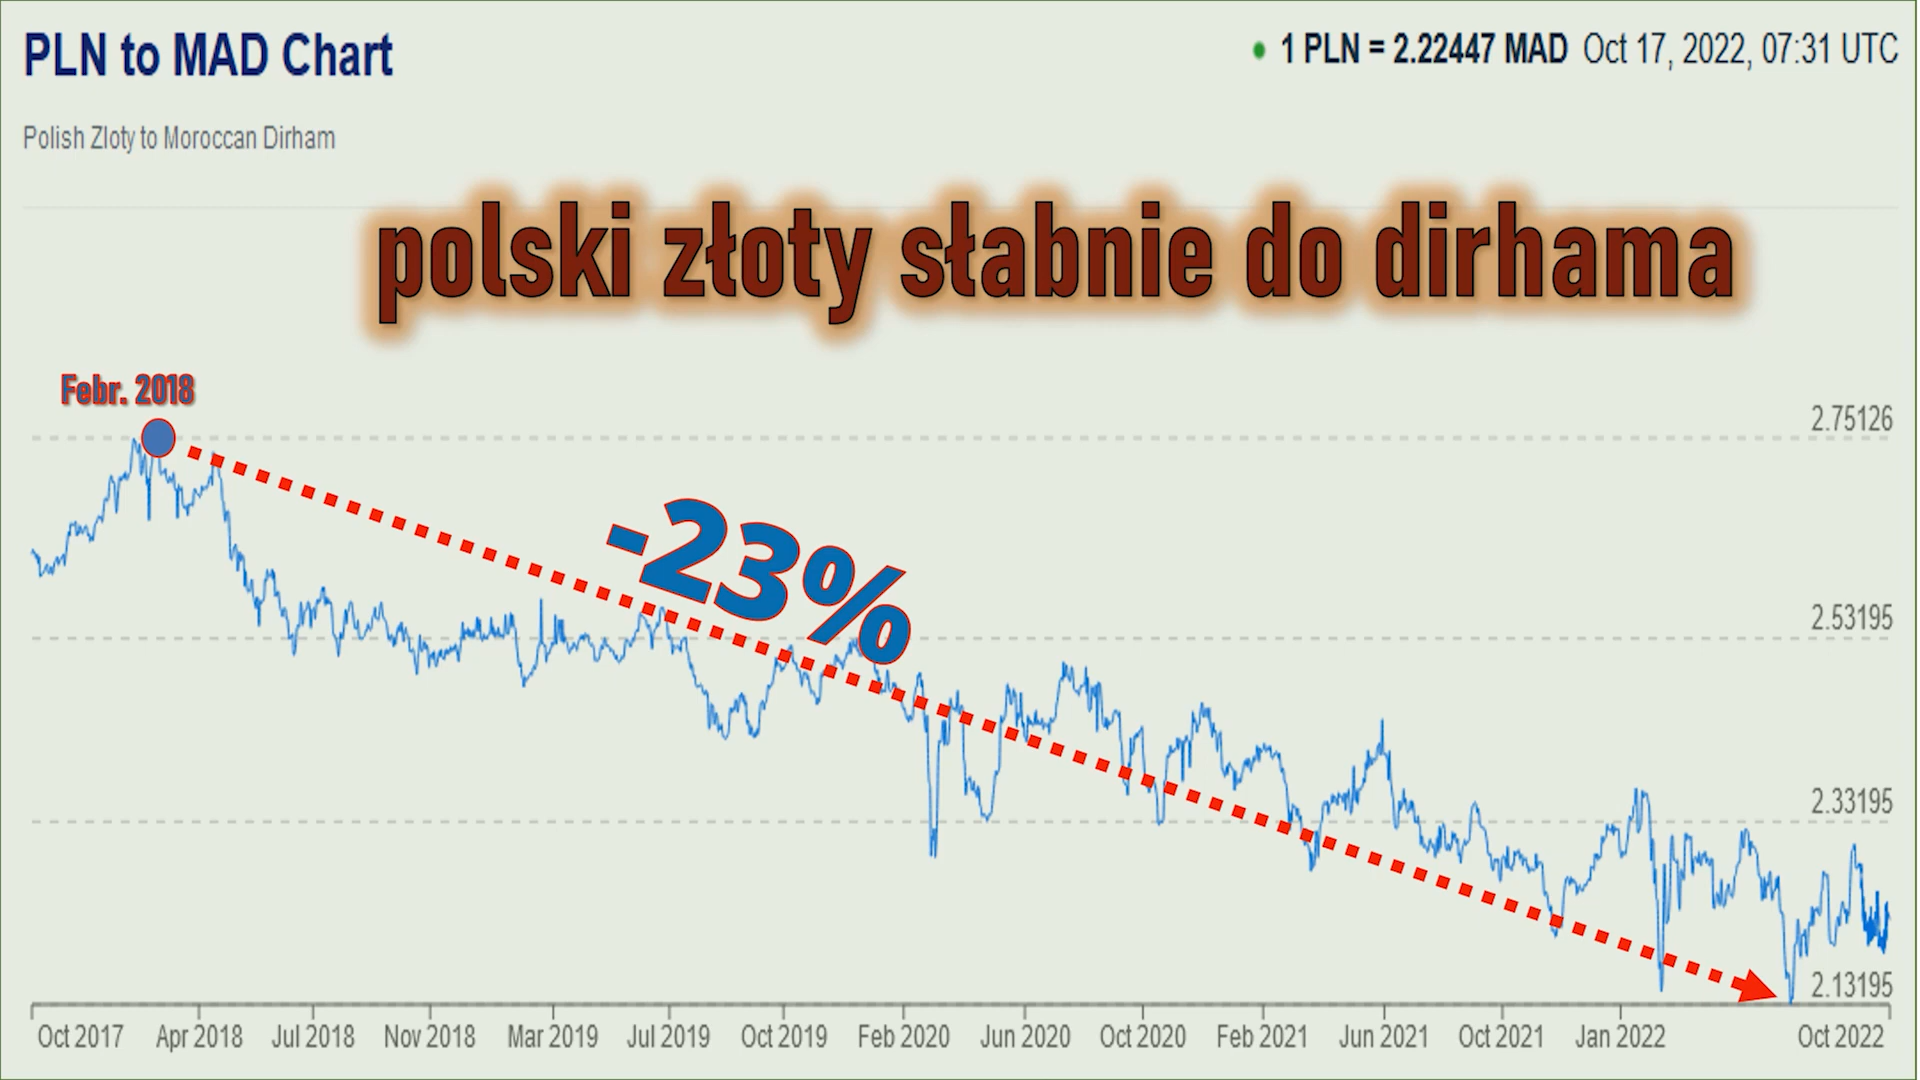 PLN to MAD Chart
1 PLN = 2.22447 MAD Oct 17, 2022, 07:31 UTC
Polish Zloty to Moroccan Dirham
polski złoty słabnie do dirhama
Febr. 2018
2.75126
-23%
2.53195
2.33195
2.13195
Oct 2017 Apr 2018 Jul 2018 Nov 2018 Mar 2019 Jul 2019 Oct 2019 Feb 2020 Jun 2020 Oct 2020 Feb 2021 Jun 2021 Oct 2021 Jan 2022 Oct 2022